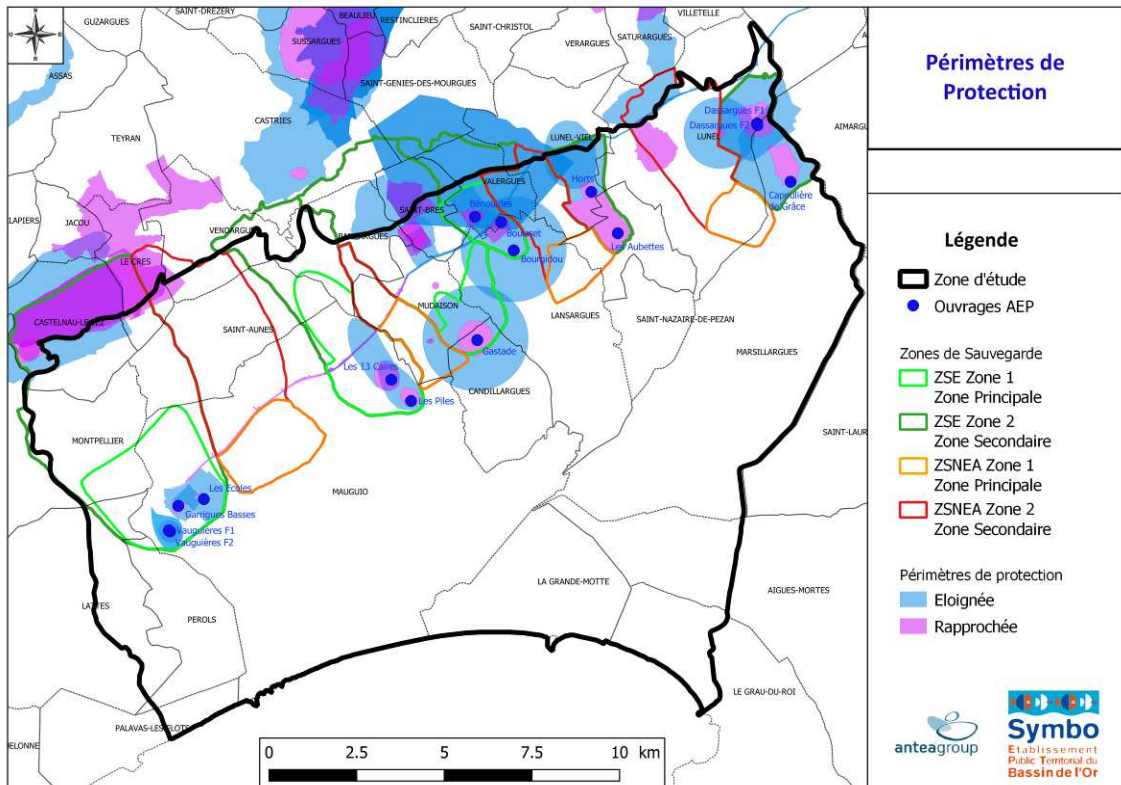 SAINT-DREZERY
BEAULIEU
RESTINCLIERES
VILLETELLE
GUZARGUES
SAINT-CHRISTOL
SATURARGUES
SUSSARGUES
VERARGUES
ASSAS
SAINT-GENIES-DES-MOURGUES
CASTRIES
TEYRAN
LUNEL-VIEL
Dassargues F1
Dassargues F2
LUNEL
AIMARGU
VALERGUES
Horts
CLAPIERS
JACOU
SAINT-BRES
Bénouides
Bouisset
Capoulière
de Grâce
VENDARGUES
Bourgidou
Les Aubettes
LE CRES
MUDAISON
LANSARGUES
SAINT-NAZAIRE-DE-PEZAN
CASTELNAU-LE-LEZ
SAINT-AUNES
Gastade
MARSILLARGUES
Les 13 Caires
Les Piles
CANDILLARGUES
SAINT-LAUR
MONTPELLIER
Les Ecoles
MAUGUIO
Garrigues Basses
Vauguières F1
Vauguières F2
LA GRANDE-MOTTE
AIGUES-MORTES
LATTES
PEROLS
LE GRAU-DU-ROI
PALAVAS-LES-FLOTS
0 2.5 5 7.5 10 km
Périmètres de
Protection
Légende
Zone d'étude
Ouvrages AEP
Zones de Sauvegarde
ZSE Zone 1
Zone Principale
ZSE Zone 2
Zone Secondaire
ZSNEA Zone 1
Zone Principale
ZSNEA Zone 2
Zone Secondaire
Périmètres de protection
Eloignée
Rapprochée
anteagroup
Symbo
Etablissement
Public Territorial du
Bassin de l'Or